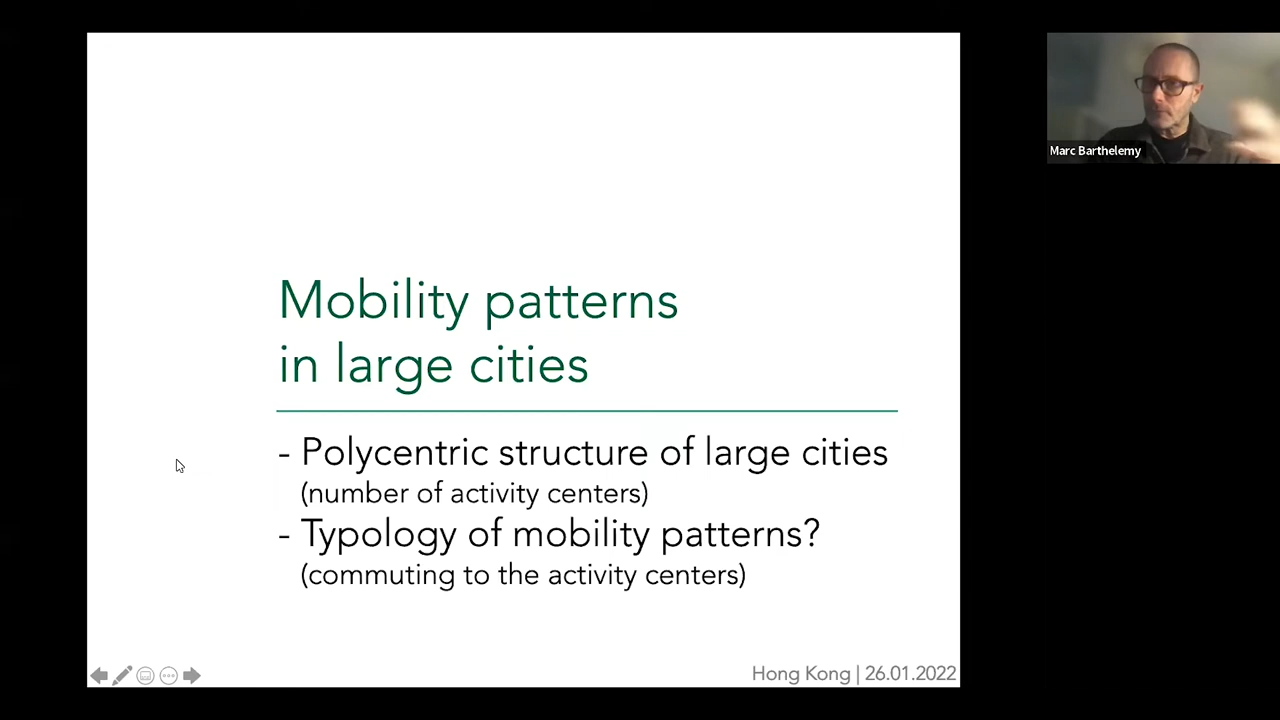 Marc Barthelemy
Mobility patterns
in large cities
- Polycentric structure of large cities
(number of activity centers)
- Typology of mobility patterns?
(commuting to the activity centers)
Hong Kong | 26.01.2022